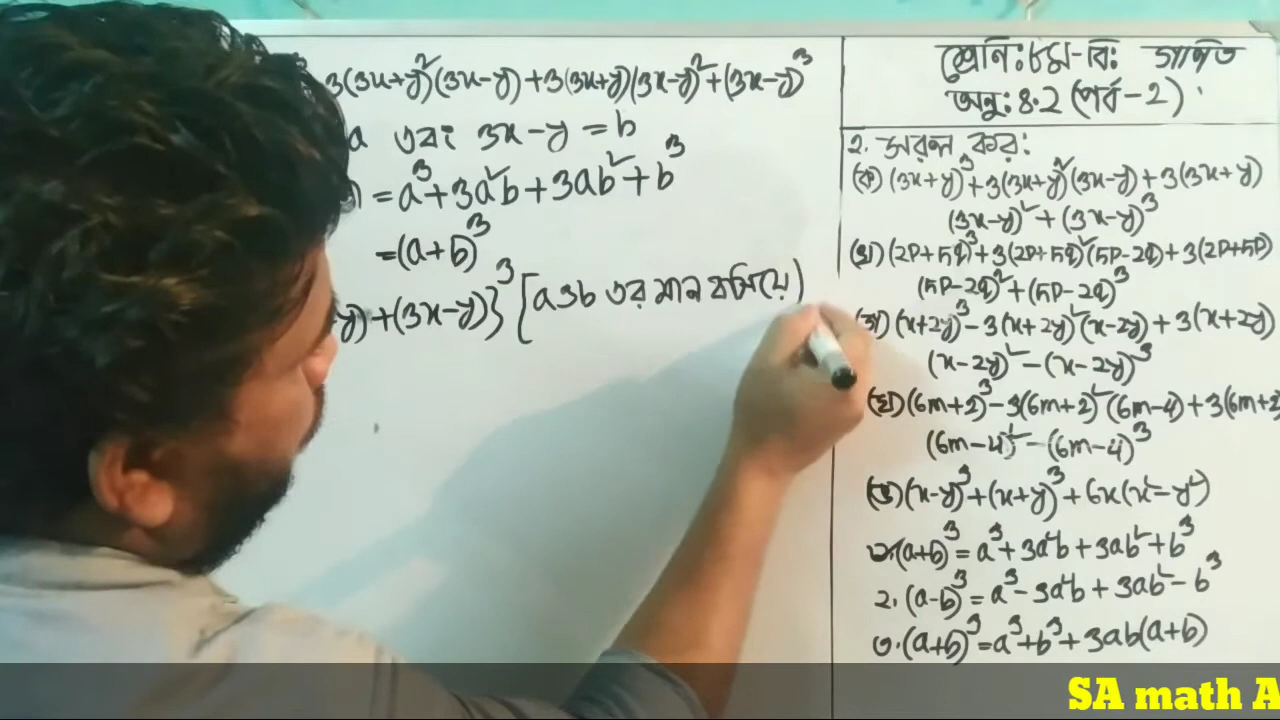 3(3x+y)²(3x-y)+3(3x+y)(3x-y)²+(3x-y)³
a এবং 3x-y=b
=a³+3a²b+3ab²+b³
=(a+b)³
y)+(3x-y)}³ [a ও b এর মান বসিয়ে)
শ্রেণি: ৮ম-বি: গণিত
অনু: ৪.2 (পর্ব-2)
২. সরল কর:
(ক) (3x+y)³+3(3x+y)²(3x-y)+3(3x+y)
(3x-y)²+(3x-y)³
(খ) (2P+5q)³+3(2P+5q)²(5P-2q)+3(2P+5P)
(5P-2q)²+(5P-2q)³
(গ) (x+2y)³-3(x+2y)²(x-2y)+3(x+2y)
(x-2y)²-(x-2y)³
(ঘ) (6m+2)³-3(6m+2)²(6m-4)+3(6m+2
(6m-4)²-(6m-4)³
(ঙ) (x-y)³+(x+y)³+6x(x²-y²)
(a+b)³=a³+3a²b+3ab²+b³
২. (a-b)³=a³-3a²b+3ab²-b³
৩. (a+b)³=a³+b³+3ab(a+b)
SA math A